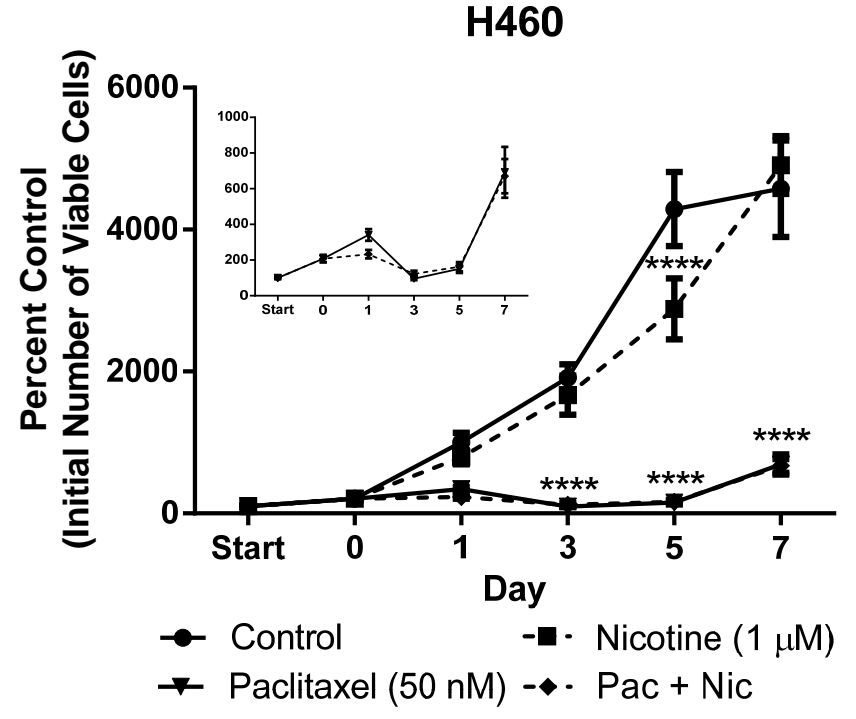 H460
Percent Control
(Initial Number of Viable Cells)
6000
4000
2000
0
1000
800
600
400
200
0
Start 0 1 3 5 7
****
**** **** ****
Start 0 1 3 5 7
Day
Control Nicotine (1 μM)
Paclitaxel (50 nM) Pac + Nic